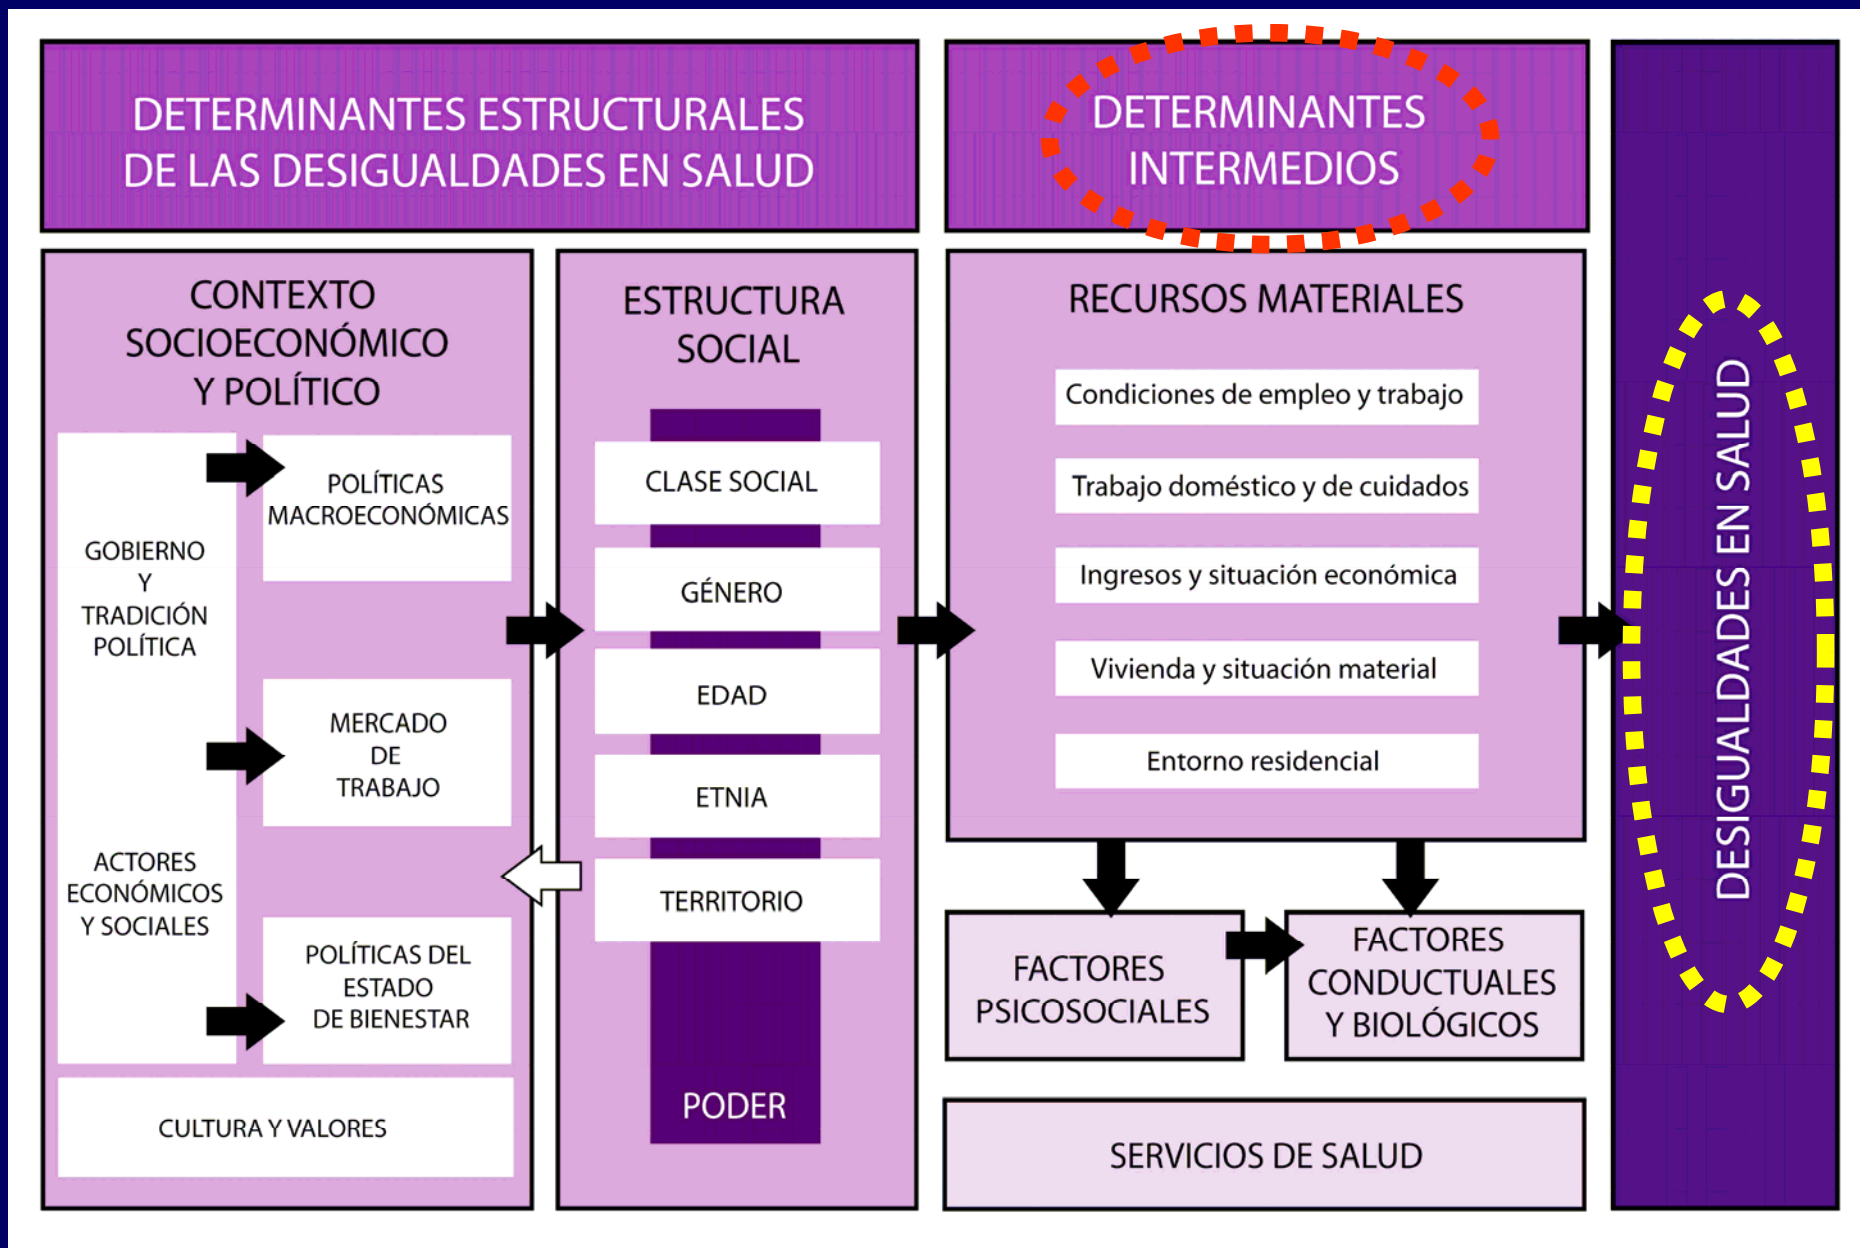 DETERMINANTES ESTRUCTURALES
DE LAS DESIGUALDADES EN SALUD
DETERMINANTES
INTERMEDIOS
CONTEXTO
SOCIOECONÓMICO
Y POLÍTICO
GOBIERNO
Y
TRADICIÓN
POLÍTICA
ACTORES
ECONÓMICOS
Y SOCIALES
POLÍTICAS
MACROECONÓMICAS
MERCADO
DE
TRABAJO
POLÍTICAS DEL
ESTADO
DE BIENESTAR
CULTURA Y VALORES
ESTRUCTURA
SOCIAL
CLASE SOCIAL
GÉNERO
EDAD
ETNIA
TERRITORIO
PODER
RECURSOS MATERIALES
Condiciones de empleo y trabajo
Trabajo doméstico y de cuidados
Ingresos y situación económica
Vivienda y situación material
Entorno residencial
FACTORES
PSICOSOCIALES
FACTORES
CONDUCTUALES
Y BIOLÓGICOS
SERVICIOS DE SALUD
DESIGUALDADES EN SALUD